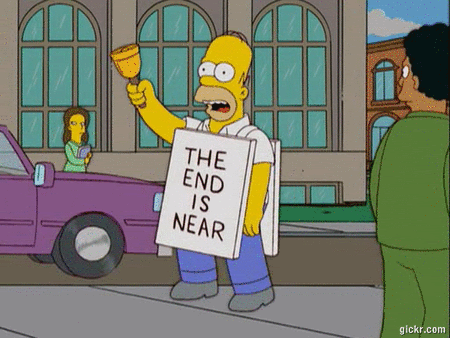 THE
END
IS
NEAR
gickr.com